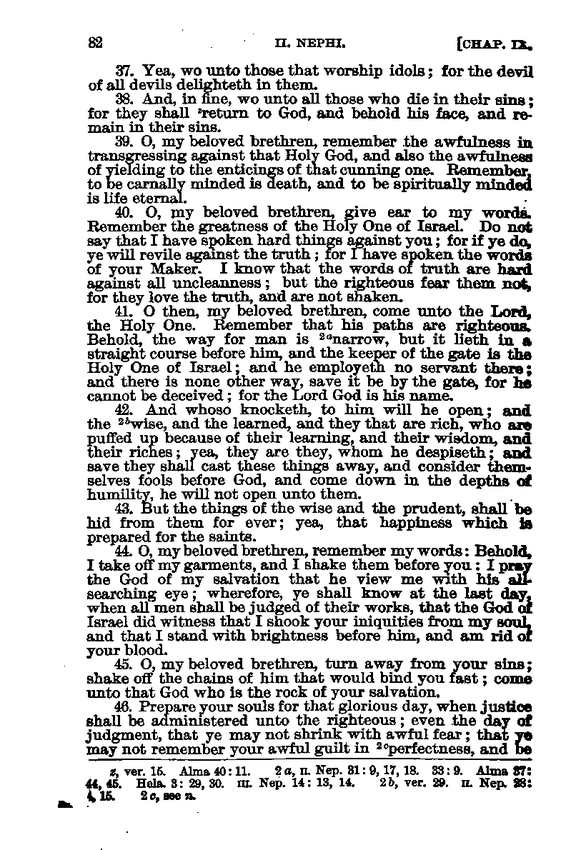 82 II. NEPHI. [CHAP. IX.
37. Yea, wo unto those that worship idols; for the devil
of all devils delighteth in them.
38. And, in fine, wo unto all those who die in their sins;
for they shall zreturn to God, and behold his face, and re-
main in their sins.
39. O, my beloved brethren, remember the awfulness in
transgressing against that Holy God, and also the awfulness
of yielding to the enticings of that cunning one. Remember,
to be carnally minded is death, and to be spiritually minded
is life eternal.
40. O, my beloved brethren, give ear to my words.
Remember the greatness of the Holy One of Israel. Do not
say that I have spoken hard things against you; for if ye do,
ye will revile against the truth; for I have spoken the words
of your Maker. I know that the words of truth are hard
against all uncleanness; but the righteous fear them not,
for they love the truth, and are not shaken.
41. O then, my beloved brethren, come unto the Lord,
the Holy One. Remember that his paths are righteous.
Behold, the way for man is 2anarrow, but it lieth in a
straight course before him, and the keeper of the gate is the
Holy One of Israel; and he employeth no servant there;
and there is none other way, save it be by the gate, for he
cannot be deceived; for the Lord God is his name.
42. And whoso knocketh, to him will he open; and
the 2bwise, and the learned, and they that are rich, who are
puffed up because of their learning, and their wisdom, and
their riches; yea, they are they, whom he despiseth; and
save they shall cast these things away, and consider them-
selves fools before God, and come down in the depths of
humility, he will not open unto them.
43. But the things of the wise and the prudent, shall be
hid from them for ever; yea, that happiness which is
prepared for the saints.
44. O, my beloved brethren, remember my words: Behold,
I take off my garments, and I shake them before you: I pray
the God of my salvation that he view me with his all-
searching eye; wherefore, ye shall know at the last day,
when all men shall be judged of their works, that the God of
Israel did witness that I shook your iniquities from my soul,
and that I stand with brightness before him, and am rid of
your blood.
45. O, my beloved brethren, turn away from your sins;
shake off the chains of him that would bind you fast; come
unto that God who is the rock of your salvation.
46. Prepare your souls for that glorious day, when justice
shall be administered unto the righteous; even the day of
judgment, that ye may not shrink with awful fear; that ye
may not remember your awful guilt in 2cperfectness, and be
z, ver. 15. Alma 40:11. 2a, II. Nep. 31:9, 17, 18. 33:9. Alma 37:
44, 45. Hela. 3:29, 30. III. Nep. 14:13, 14. 2b, ver. 29. II. Nep. 28:
4, 15. 2c, see n.